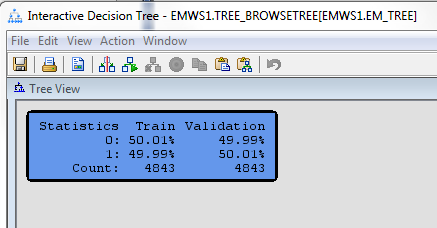 Interactive Decision Tree - EMWS1.TREE_BROWSETREE[EMWS1.EM_TREE]
File Edit View Action Window
Tree View
Statistics Train Validation
0: 50.01% 49.99%
1: 49.99% 50.01%
Count: 4843 4843